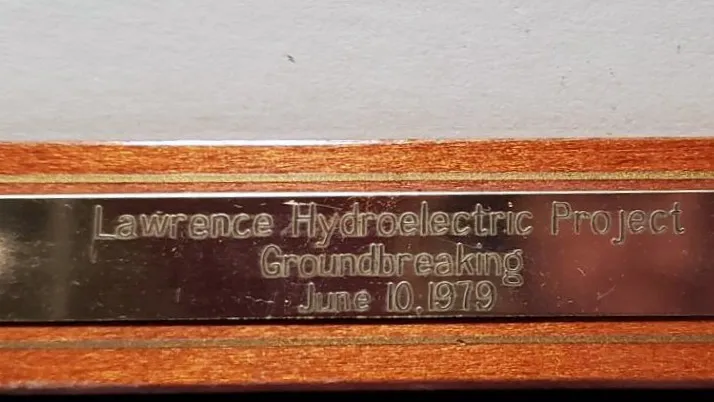 Lawrence Hydroelectric Project
Groundbreaking
June 10, 1979